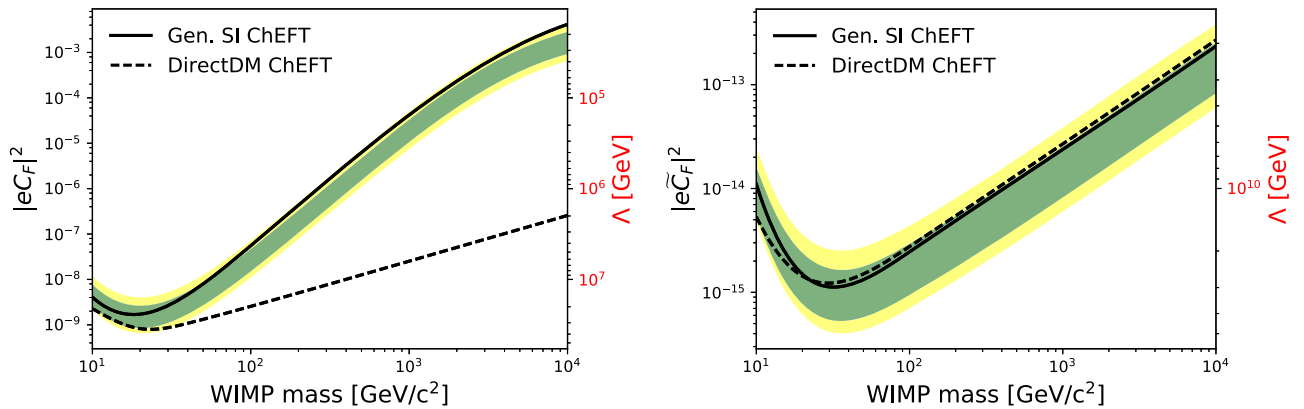 Gen. SI ChEFT
DirectDM ChEFT
10⁻³
10⁻⁴
10⁻⁵
10⁻⁶
10⁻⁷
10⁻⁸
10⁻⁹
|eC_F|²
10⁵
10⁶
10⁷
Λ [GeV]
10¹ 10² 10³ 10⁴
WIMP mass [GeV/c²]
Gen. SI ChEFT
DirectDM ChEFT
10⁻¹³
10⁻¹⁴
10⁻¹⁵
|eC̃_F|²
10¹⁰
Λ [GeV]
10¹ 10² 10³ 10⁴
WIMP mass [GeV/c²]